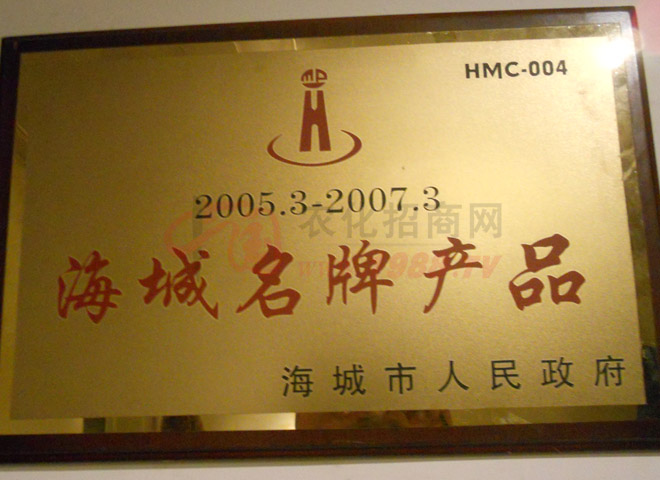 HMC-004
MP
H
2005.3-2007.3
农化招商网
海城名牌产品
海城市人民政府